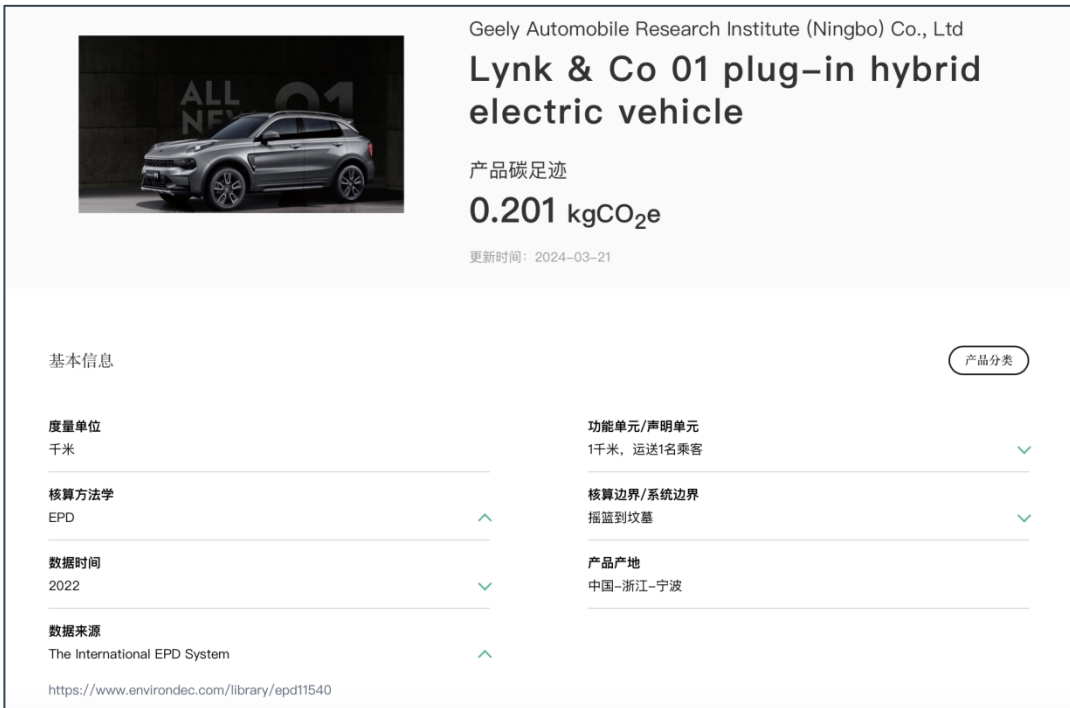 Geely Automobile Research Institute (Ningbo) Co., Ltd
Lynk & Co 01 plug-in hybrid
electric vehicle
产品碳足迹
0.201 kgCO₂e
更新时间：2024-03-21
ALL
NEW 01
基本信息
产品分类
度量单位
千米
功能单元/声明单元
1千米，运送1名乘客
核算方法学
EPD
核算边界/系统边界
摇篮到坟墓
数据时间
2022
产品产地
中国-浙江-宁波
数据来源
The International EPD System
https://www.environdec.com/library/epd11540